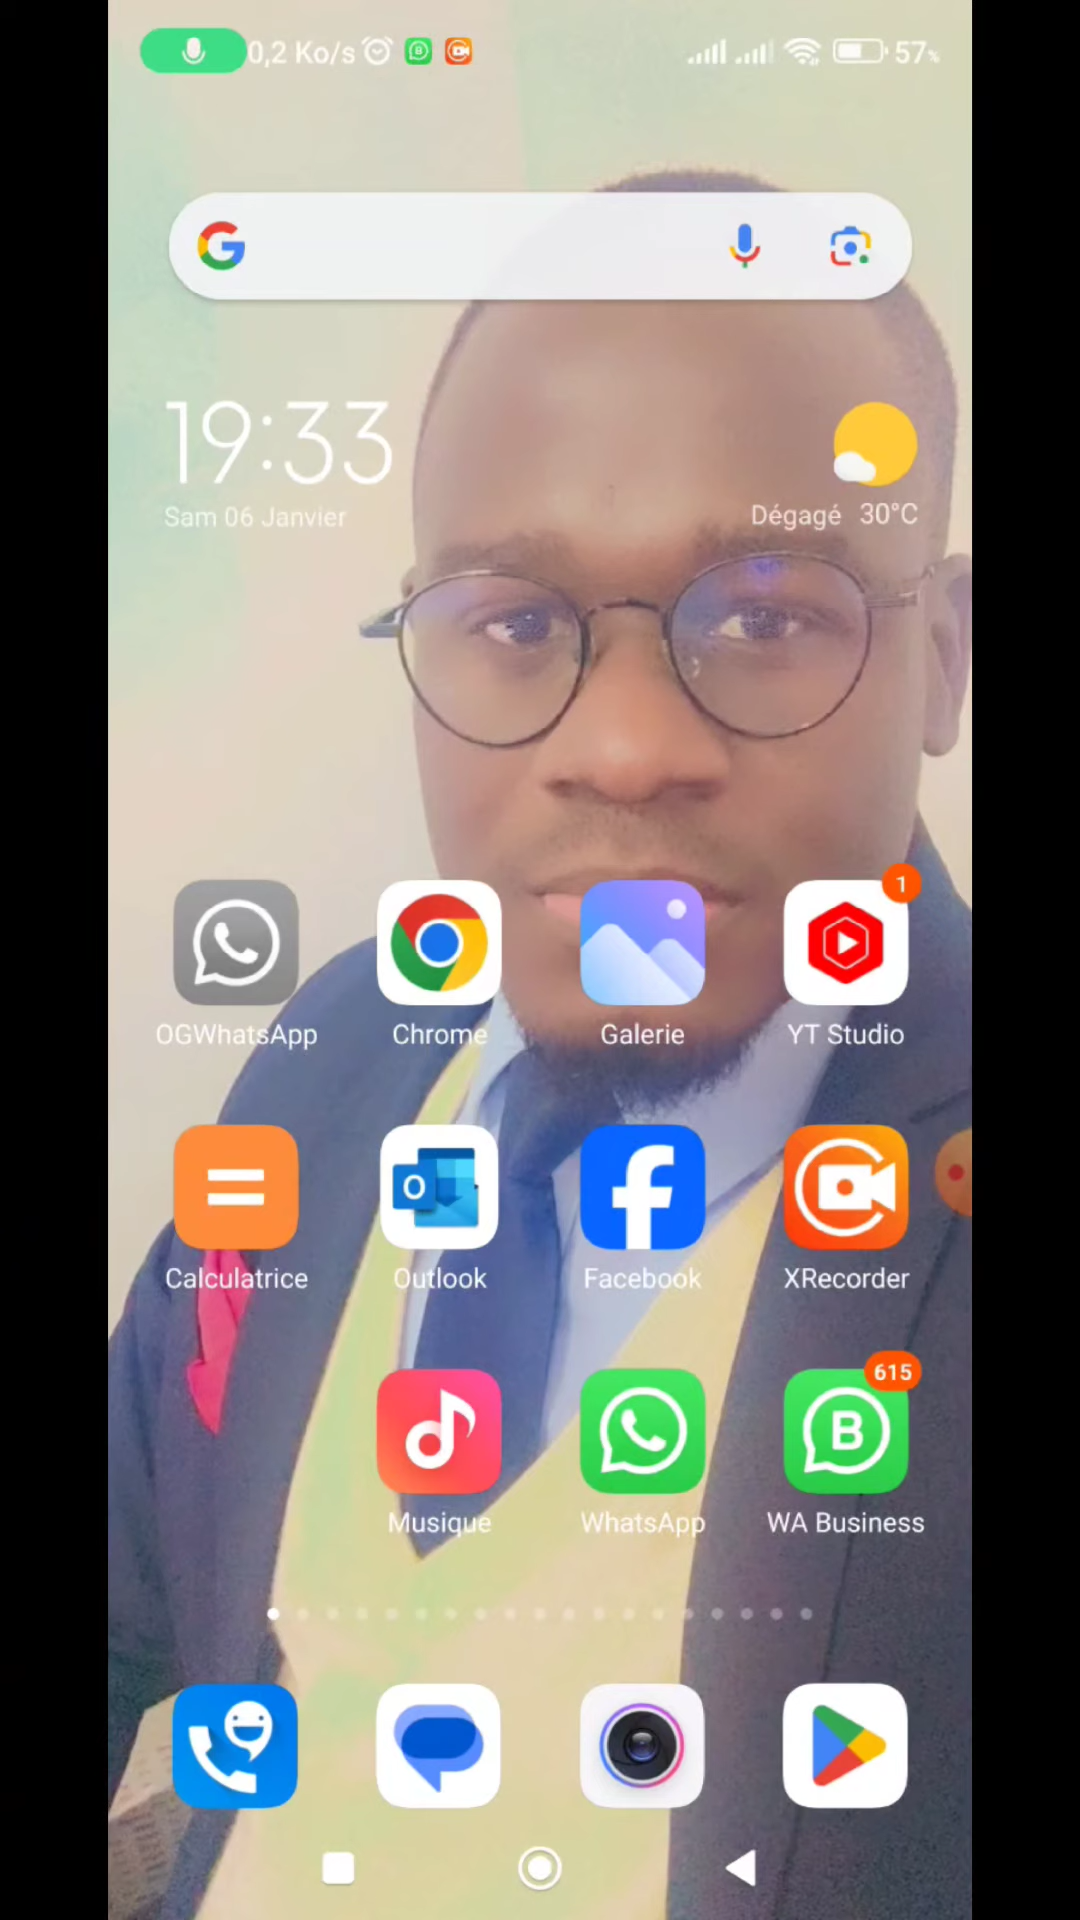 0,2 Ko/s 57%
19:33
Sam 06 Janvier
Dégagé 30°C
1
OGWhatsApp Chrome Galerie YT Studio
Calculatrice Outlook Facebook XRecorder
615
Musique WhatsApp WA Business